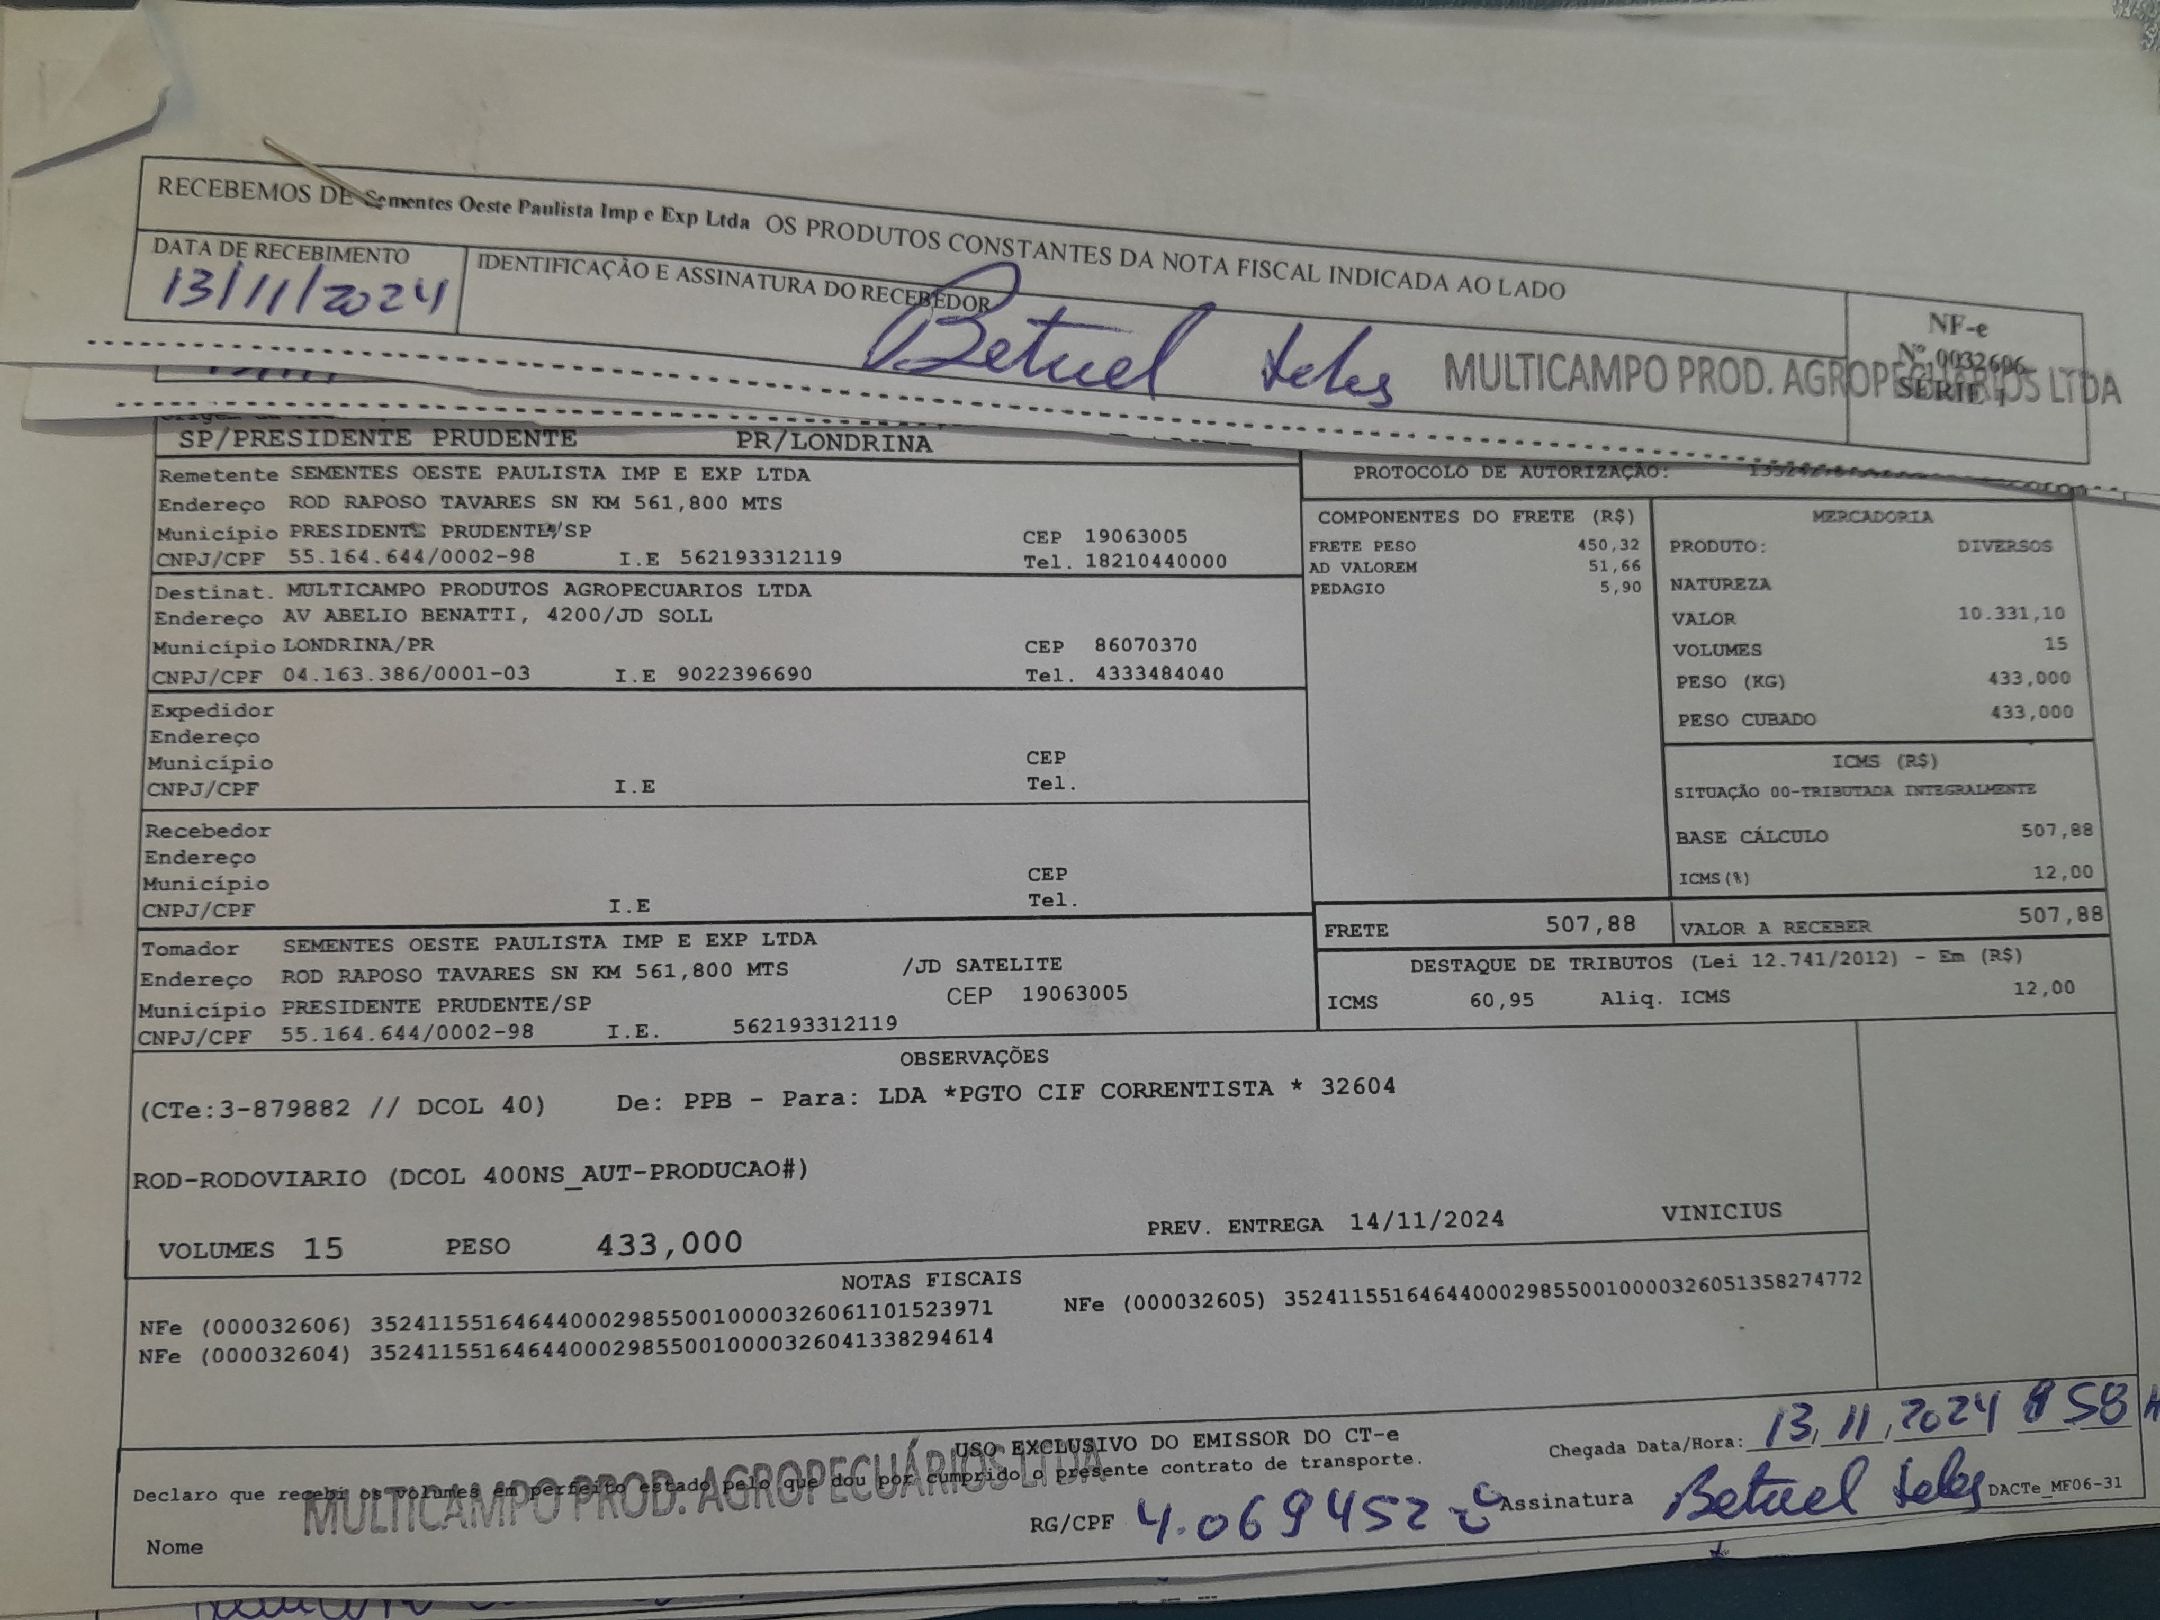 RECEBEMOS DE Sementes Oeste Paulista Imp e Exp Ltda OS PRODUTOS CONSTANTES DA NOTA FISCAL INDICADA AO LADO
DATA DE RECEBIMENTO
13/11/2024
IDENTIFICAÇÃO E ASSINATURA DO RECEBEDOR
Betuel teles
MULTICAMPO PROD. AGROPECUÁRIOS LTDA
NF-e
Nº 0032606
SÉRIE 1
SP/PRESIDENTE PRUDENTE PR/LONDRINA
Remetente SEMENTES OESTE PAULISTA IMP E EXP LTDA
Endereço ROD RAPOSO TAVARES SN KM 561,800 MTS
Município PRESIDENTE PRUDENTE/SP CEP 19063005
CNPJ/CPF 55.164.644/0002-98 I.E 562193312119 Tel. 18210440000
Destinat. MULTICAMPO PRODUTOS AGROPECUARIOS LTDA
Endereço AV ABELIO BENATTI, 4200/JD SOLL
Município LONDRINA/PR CEP 86070370
CNPJ/CPF 04.163.386/0001-03 I.E 9022396690 Tel. 4333484040
Expedidor
Endereço
Município CEP
CNPJ/CPF I.E Tel.
Recebedor
Endereço
Município CEP
CNPJ/CPF I.E Tel.
Tomador SEMENTES OESTE PAULISTA IMP E EXP LTDA
Endereço ROD RAPOSO TAVARES SN KM 561,800 MTS /JD SATELITE
Município PRESIDENTE PRUDENTE/SP CEP 19063005
CNPJ/CPF 55.164.644/0002-98 I.E. 562193312119
PROTOCOLO DE AUTORIZAÇÃO:
COMPONENTES DO FRETE (R$)
FRETE PESO 450,32
AD VALOREM 51,66
PEDAGIO 5,90
MERCADORIA
PRODUTO: DIVERSOS
NATUREZA
VALOR 10.331,10
VOLUMES 15
PESO (KG) 433,000
PESO CUBADO 433,000
ICMS (R$)
SITUAÇÃO 00-TRIBUTADA INTEGRALMENTE
BASE CÁLCULO 507,88
ICMS(%) 12,00
FRETE 507,88 VALOR A RECEBER 507,88
DESTAQUE DE TRIBUTOS (Lei 12.741/2012) - Em (R$)
ICMS 60,95 Aliq. ICMS 12,00
OBSERVAÇÕES
(CTe:3-879882 // DCOL 40) De: PPB - Para: LDA *PGTO CIF CORRENTISTA * 32604
ROD-RODOVIARIO (DCOL 400NS_AUT-PRODUCAO#)
VOLUMES 15 PESO 433,000 PREV. ENTREGA 14/11/2024 VINICIUS
NOTAS FISCAIS
NFe (000032606) 35241155164644000298550010000326061101523971 NFe (000032605) 35241155164644000298550010000326051358274772
NFe (000032604) 35241155164644000298550010000326041338294614
USO EXCLUSIVO DO EMISSOR DO CT-e
Declaro que recebi os volumes em perfeito estado pelo que dou por cumprido o presente contrato de transporte.
MULTICAMPO PROD. AGROPECUÁRIOS LTDA
Chegada Data/Hora: 13/11/2024 8 58 H
Nome RG/CPF 4.0694520 Assinatura Betuel teles DACTe_MF06-31